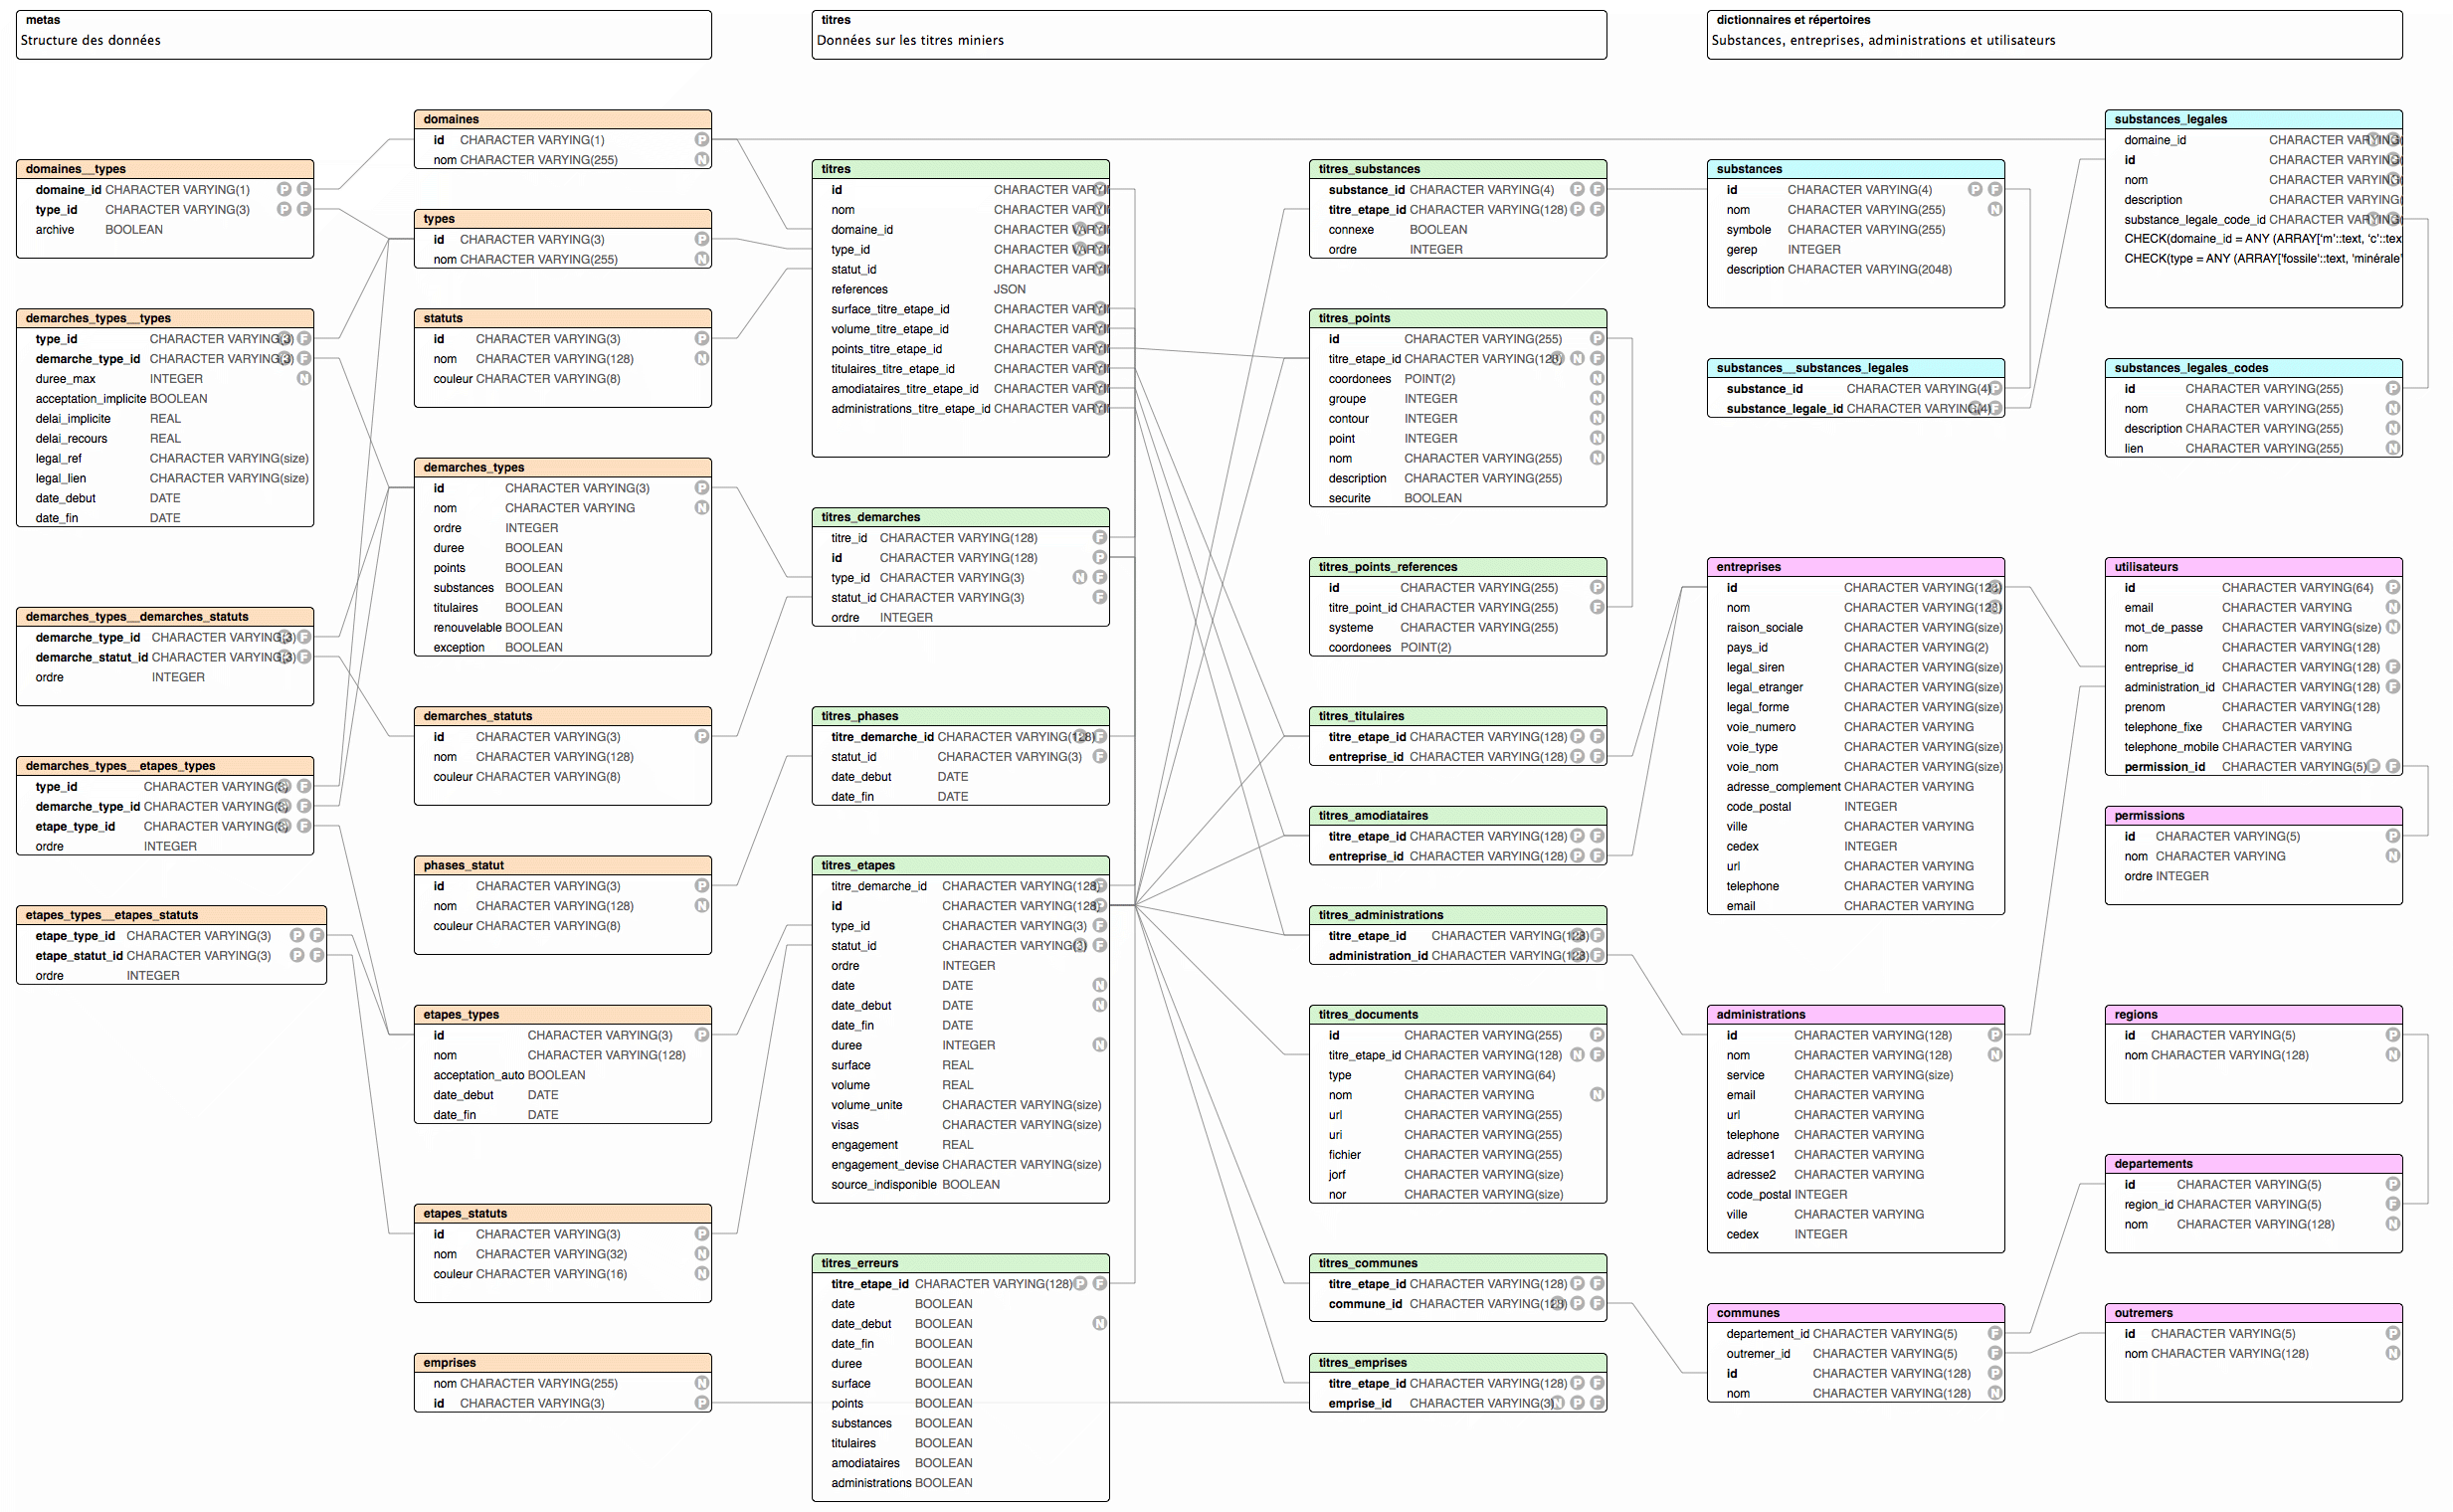 metas
Structure des données
titres
Données sur les titres miniers
dictionnaires et répertoires
Substances, entreprises, administrations et utilisateurs
domaines__types
domaine_id CHARACTER VARYING(1) P F
type_id CHARACTER VARYING(3) P F
archive BOOLEAN
demarches_types__types
type_id CHARACTER VARYING(3) F
demarche_type_id CHARACTER VARYING(3) F
duree_max INTEGER N
acceptation_implicite BOOLEAN
delai_implicite REAL
delai_recours REAL
legal_ref CHARACTER VARYING(size)
legal_lien CHARACTER VARYING(size)
date_debut DATE
date_fin DATE
demarches_types__demarches_statuts
demarche_type_id CHARACTER VARYING(3) F
demarche_statut_id CHARACTER VARYING(3) F
ordre INTEGER
demarches_types__etapes_types
type_id CHARACTER VARYING(3) F
demarche_type_id CHARACTER VARYING(3) F
etape_type_id CHARACTER VARYING(3) F
ordre INTEGER
etapes_types__etapes_statuts
etape_type_id CHARACTER VARYING(3) P F
etape_statut_id CHARACTER VARYING(3) P F
ordre INTEGER
domaines
id CHARACTER VARYING(1) P
nom CHARACTER VARYING(255) N
types
id CHARACTER VARYING(3) P
nom CHARACTER VARYING(255) N
statuts
id CHARACTER VARYING(3) P
nom CHARACTER VARYING(128) N
couleur CHARACTER VARYING(8)
demarches_types
id CHARACTER VARYING(3) P
nom CHARACTER VARYING N
ordre INTEGER
duree BOOLEAN
points BOOLEAN
substances BOOLEAN
titulaires BOOLEAN
renouvelable BOOLEAN
exception BOOLEAN
demarches_statuts
id CHARACTER VARYING(3) P
nom CHARACTER VARYING(128)
couleur CHARACTER VARYING(8)
phases_statut
id CHARACTER VARYING(3) P
nom CHARACTER VARYING(128) N
couleur CHARACTER VARYING(8)
etapes_types
id CHARACTER VARYING(3) P
nom CHARACTER VARYING(128)
acceptation_auto BOOLEAN
date_debut DATE
date_fin DATE
etapes_statuts
id CHARACTER VARYING(3) P
nom CHARACTER VARYING(32) N
couleur CHARACTER VARYING(16) N
emprises
nom CHARACTER VARYING(255) N
id CHARACTER VARYING(3) P
titres
id CHARACTER
nom CHARACTER
domaine_id CHARACTER
type_id CHARACTER
statut_id CHARACTER
references JSON
surface_titre_etape_id CHARACTER
volume_titre_etape_id CHARACTER
points_titre_etape_id CHARACTER
titulaires_titre_etape_id CHARACTER
amodiataires_titre_etape_id CHARACTER
administrations_titre_etape_id CHARACTER
titres_demarches
titre_id CHARACTER VARYING(128) F
id CHARACTER VARYING(128) P
type_id CHARACTER VARYING(3) N F
statut_id CHARACTER VARYING(3) F
ordre INTEGER
titres_phases
titre_demarche_id CHARACTER VARYING(128) F
statut_id CHARACTER VARYING(3) F
date_debut DATE
date_fin DATE
titres_etapes
titre_demarche_id CHARACTER VARYING(128)
id CHARACTER VARYING(128)
type_id CHARACTER VARYING(3) F
statut_id CHARACTER VARYING(3) F
ordre INTEGER
date DATE N
date_debut DATE N
date_fin DATE
duree INTEGER N
surface REAL
volume REAL
volume_unite CHARACTER VARYING(size)
visas CHARACTER VARYING(size)
engagement REAL
engagement_devise CHARACTER VARYING(size)
source_indisponible BOOLEAN
titres_erreurs
titre_etape_id CHARACTER VARYING(128) P F
date BOOLEAN
date_debut BOOLEAN N
date_fin BOOLEAN
duree BOOLEAN
surface BOOLEAN
points BOOLEAN
substances BOOLEAN
titulaires BOOLEAN
amodiataires BOOLEAN
administrations BOOLEAN
titres_substances
substance_id CHARACTER VARYING(4) P F
titre_etape_id CHARACTER VARYING(128) P F
connexe BOOLEAN
ordre INTEGER
titres_points
id CHARACTER VARYING(255) P
titre_etape_id CHARACTER VARYING(128) N F
coordonees POINT(2) N
groupe INTEGER N
contour INTEGER N
point INTEGER N
nom CHARACTER VARYING(255) N
description CHARACTER VARYING(255)
securite BOOLEAN
titres_points_references
id CHARACTER VARYING(255) P
titre_point_id CHARACTER VARYING(255) F
systeme CHARACTER VARYING(255)
coordonees POINT(2)
titres_titulaires
titre_etape_id CHARACTER VARYING(128) P F
entreprise_id CHARACTER VARYING(128) P F
titres_amodiataires
titre_etape_id CHARACTER VARYING(128) P F
entreprise_id CHARACTER VARYING(128) P F
titres_administrations
titre_etape_id CHARACTER VARYING(128) F
administration_id CHARACTER VARYING(128) F
titres_documents
id CHARACTER VARYING(255) P
titre_etape_id CHARACTER VARYING(128) N F
type CHARACTER VARYING(64)
nom CHARACTER VARYING N
url CHARACTER VARYING(255)
uri CHARACTER VARYING(255)
fichier CHARACTER VARYING(255)
jorf CHARACTER VARYING(size)
nor CHARACTER VARYING(size)
titres_communes
titre_etape_id CHARACTER VARYING(128) P F
commune_id CHARACTER VARYING(128) P F
titres_emprises
titre_etape_id CHARACTER VARYING(128) P F
emprise_id CHARACTER VARYING(3) N P F
substances
id CHARACTER VARYING(4) P F
nom CHARACTER VARYING(255) N
symbole CHARACTER VARYING(255)
gerep INTEGER
description CHARACTER VARYING(2048)
substances__substances_legales
substance_id CHARACTER VARYING(4) P
substance_legale_id CHARACTER VARYING(4) F
entreprises
id CHARACTER VARYING(128)
nom CHARACTER VARYING(128)
raison_sociale CHARACTER VARYING(size)
pays_id CHARACTER VARYING(2)
legal_siren CHARACTER VARYING(size)
legal_etranger CHARACTER VARYING(size)
legal_forme CHARACTER VARYING(size)
voie_numero CHARACTER VARYING
voie_type CHARACTER VARYING(size)
voie_nom CHARACTER VARYING(size)
adresse_complement CHARACTER VARYING
code_postal INTEGER
ville CHARACTER VARYING
cedex INTEGER
url CHARACTER VARYING
telephone CHARACTER VARYING
email CHARACTER VARYING
administrations
id CHARACTER VARYING(128) P
nom CHARACTER VARYING(128) N
service CHARACTER VARYING(size)
email CHARACTER VARYING
url CHARACTER VARYING
telephone CHARACTER VARYING
adresse1 CHARACTER VARYING
adresse2 CHARACTER VARYING
code_postal INTEGER
ville CHARACTER VARYING
cedex INTEGER
communes
departement_id CHARACTER VARYING(5) F
outremer_id CHARACTER VARYING(5) F
id CHARACTER VARYING(128) P
nom CHARACTER VARYING(128) N
substances_legales
domaine_id CHARACTER VARYING(
id CHARACTER VARYING(
nom CHARACTER VARYING(
description CHARACTER VARYING(
substance_legale_code_id CHARACTER VARYING(
CHECK(domaine_id = ANY (ARRAY['m'::text, 'c'::tex
CHECK(type = ANY (ARRAY['fossile'::text, 'minérale'
substances_legales_codes
id CHARACTER VARYING(255) P
nom CHARACTER VARYING(255) N
description CHARACTER VARYING(255) N
lien CHARACTER VARYING(255) N
utilisateurs
id CHARACTER VARYING(64) P
email CHARACTER VARYING N
mot_de_passe CHARACTER VARYING(size) N
nom CHARACTER VARYING(128)
entreprise_id CHARACTER VARYING(128) F
administration_id CHARACTER VARYING(128) F
prenom CHARACTER VARYING(128)
telephone_fixe CHARACTER VARYING
telephone_mobile CHARACTER VARYING
permission_id CHARACTER VARYING(5) P F
permissions
id CHARACTER VARYING(5) P
nom CHARACTER VARYING N
ordre INTEGER
regions
id CHARACTER VARYING(5) P
nom CHARACTER VARYING(128) N
departements
id CHARACTER VARYING(5) P
region_id CHARACTER VARYING(5) F
nom CHARACTER VARYING(128) N
outremers
id CHARACTER VARYING(5) P
nom CHARACTER VARYING(128) N